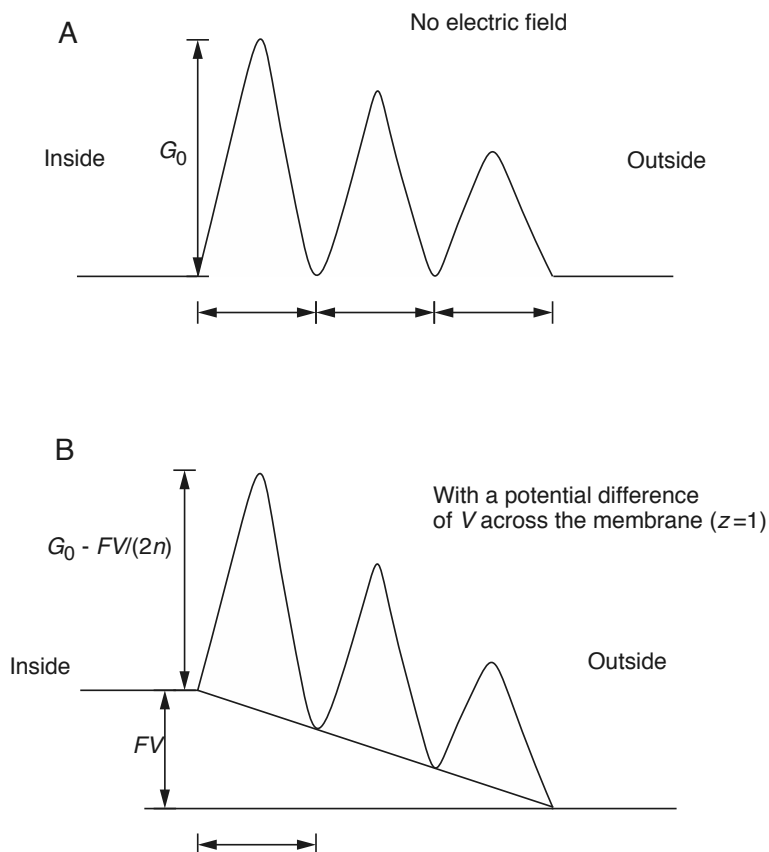 A
No electric field
G₀
Inside
Outside
B
With a potential difference
of V across the membrane (z=1)
G₀ - FV/(2n)
Inside
Outside
FV